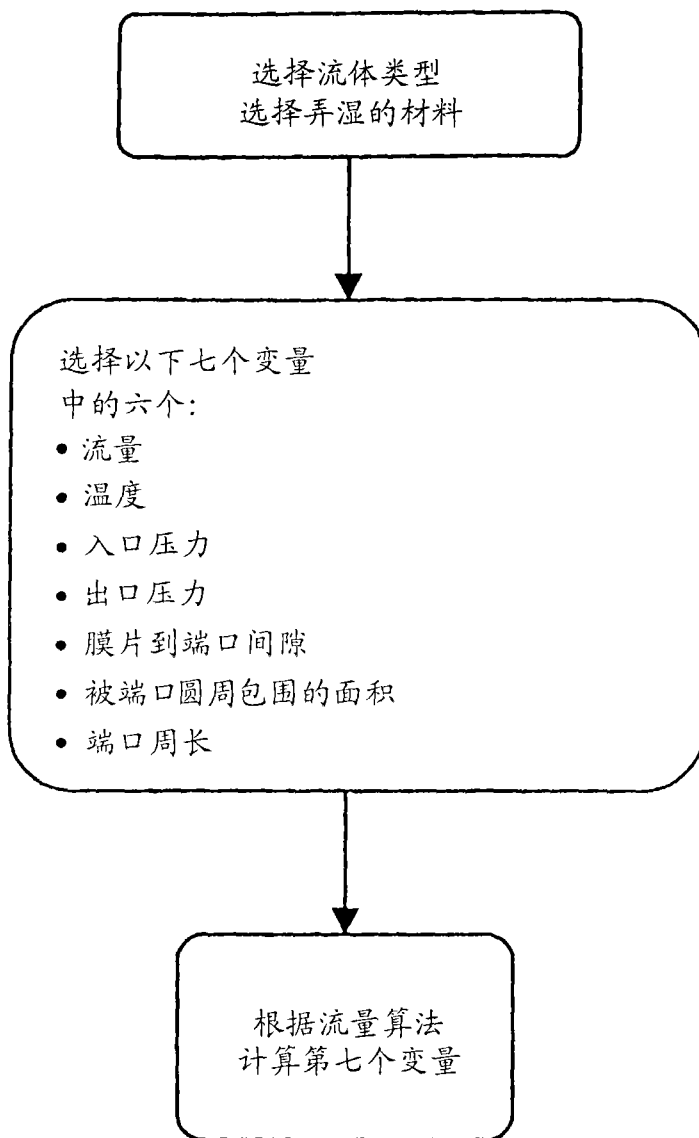 选择流体类型
选择弄湿的材料
选择以下七个变量
中的六个:
• 流量
• 温度
• 入口压力
• 出口压力
• 膜片到端口间隙
• 被端口圆周包围的面积
• 端口周长
根据流量算法
计算第七个变量